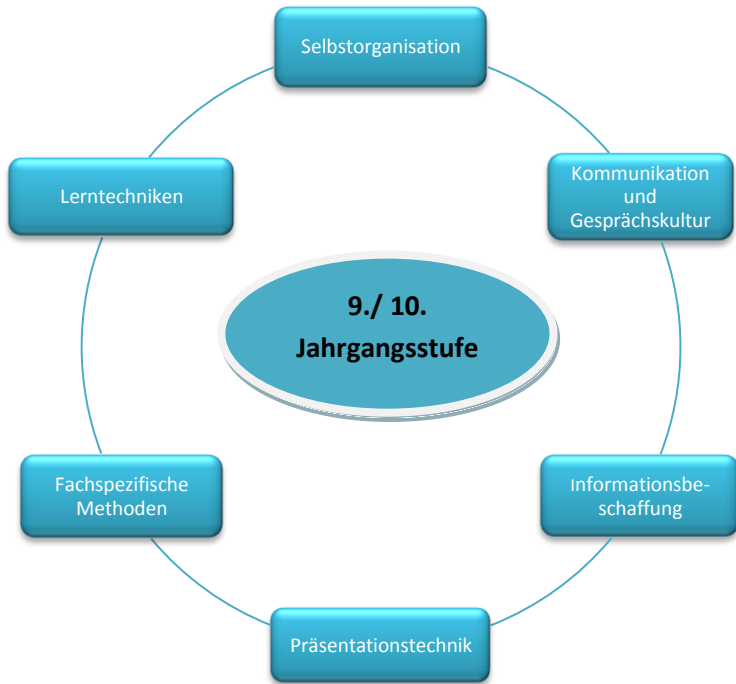 Selbstorganisation
Kommunikation
und
Gesprächskultur
Informationsbe-
schaffung
Präsentationstechnik
Fachspezifische
Methoden
Lerntechniken
9./ 10.
Jahrgangsstufe